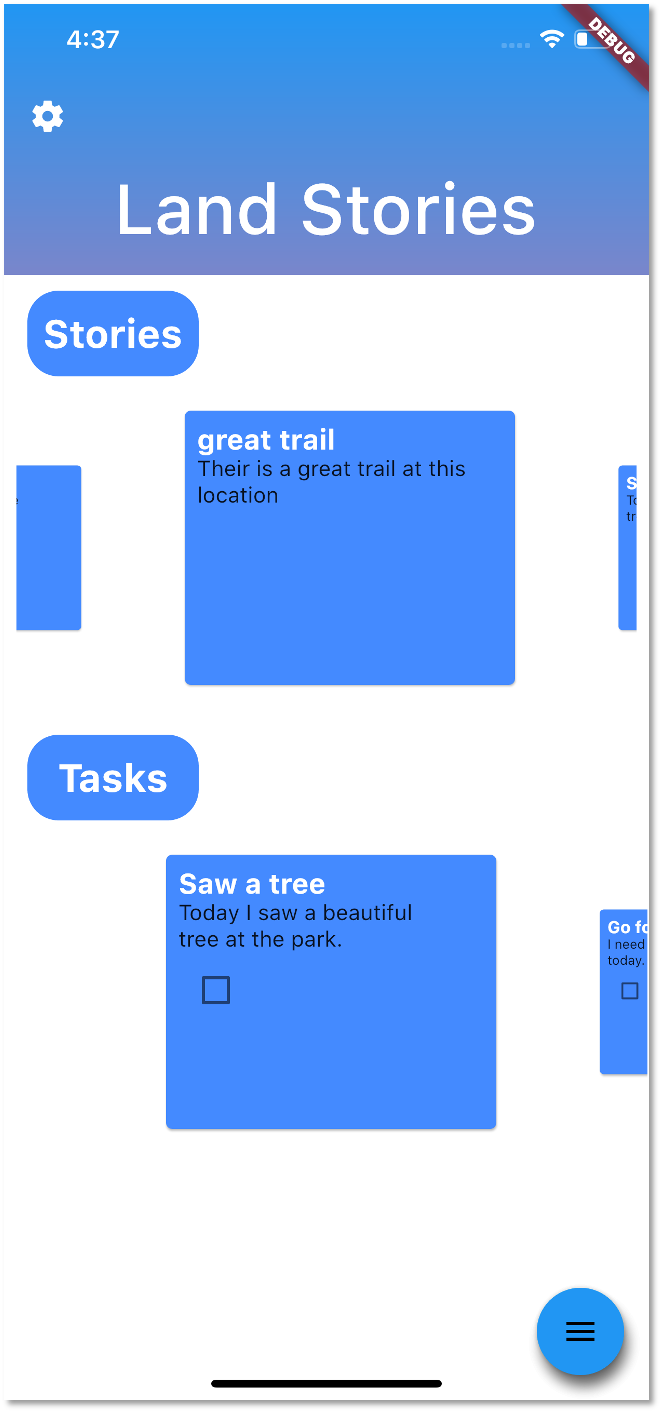 4:37
DEBUG
Land Stories
Stories
great trail
Their is a great trail at this
location
e
S
To
tr
Tasks
Saw a tree
Today I saw a beautiful
tree at the park.
Go fo
I need
today.